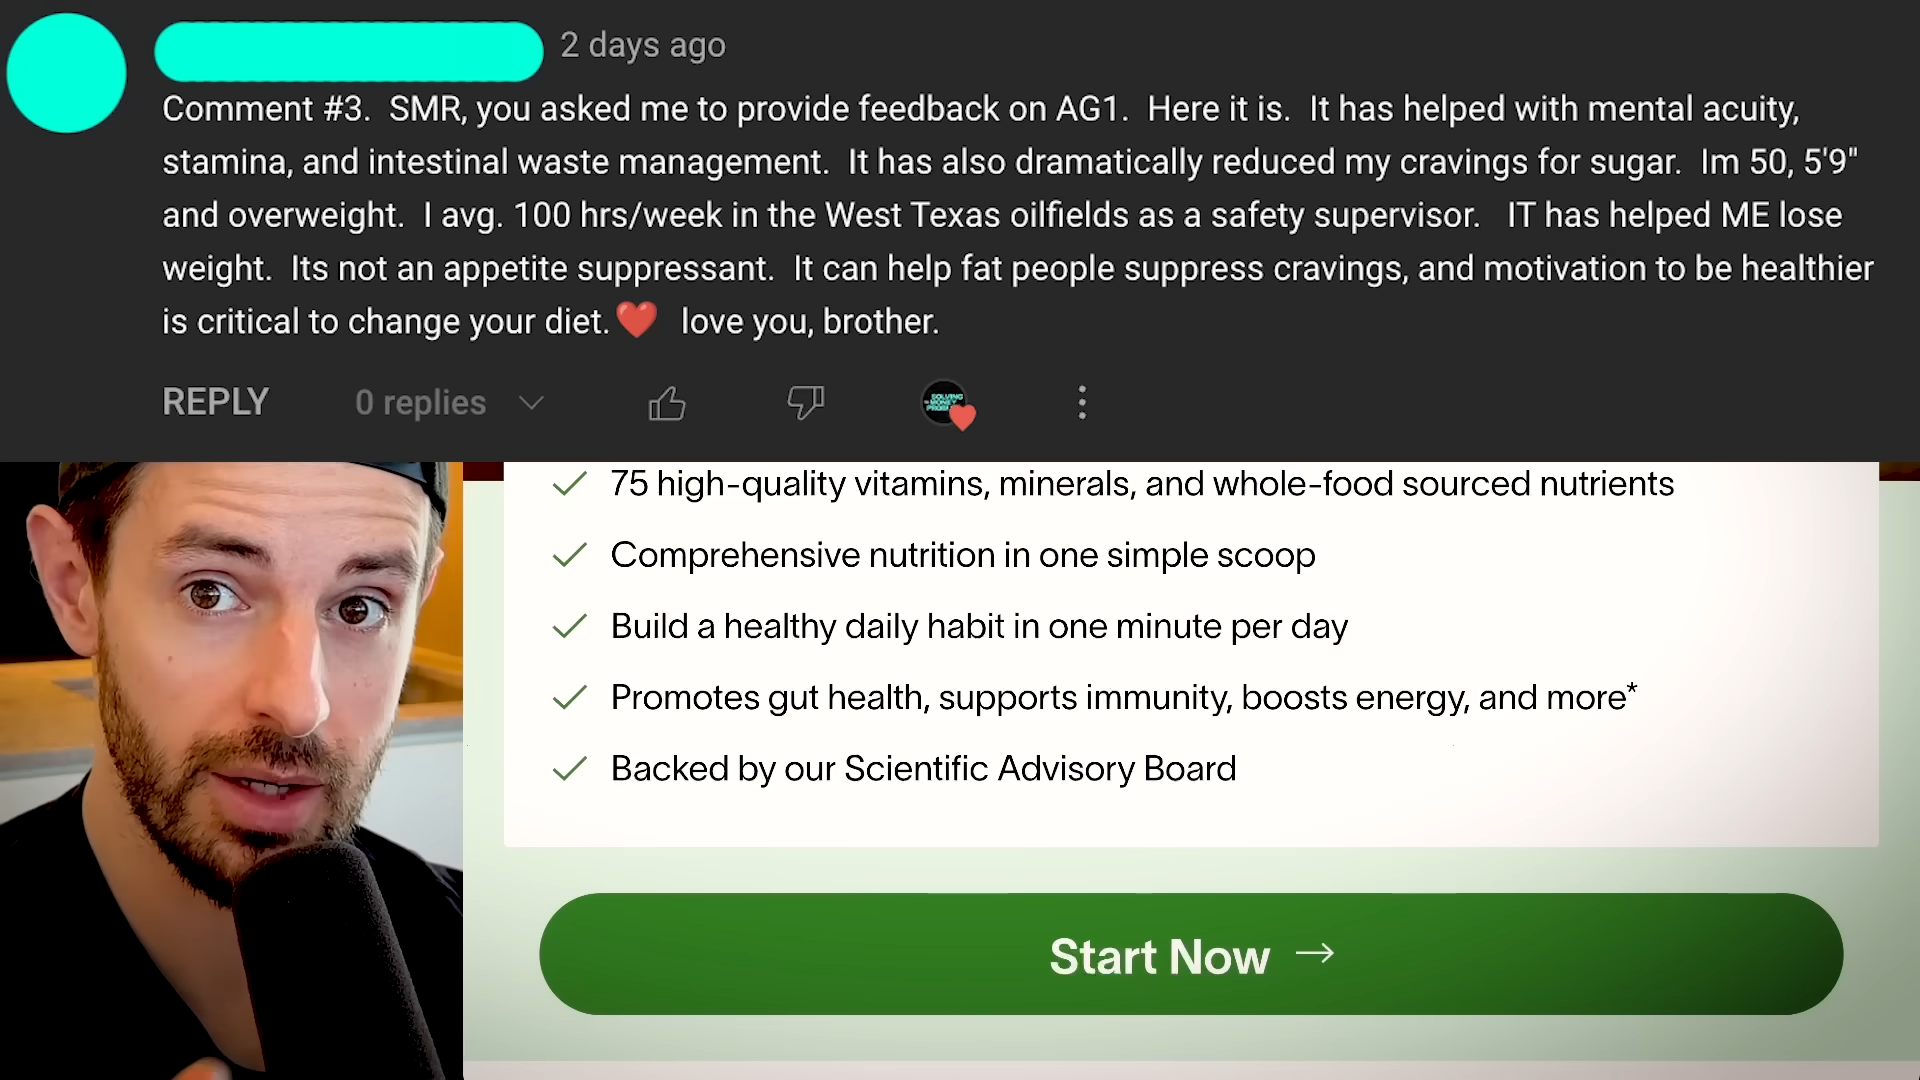 2 days ago
Comment #3.  SMR, you asked me to provide feedback on AG1.  Here it is.  It has helped with mental acuity,
stamina, and intestinal waste management.  It has also dramatically reduced my cravings for sugar.  Im 50, 5'9"
and overweight.  I avg. 100 hrs/week in the West Texas oilfields as a safety supervisor.   IT has helped ME lose
weight.  Its not an appetite suppressant.  It can help fat people suppress cravings, and motivation to be healthier
is critical to change your diet.❤️  love you, brother.
REPLY 0 replies
SOLVING
MONEY
75 high-quality vitamins, minerals, and whole-food sourced nutrients
Comprehensive nutrition in one simple scoop
Build a healthy daily habit in one minute per day
Promotes gut health, supports immunity, boosts energy, and more*
Backed by our Scientific Advisory Board
Start Now →